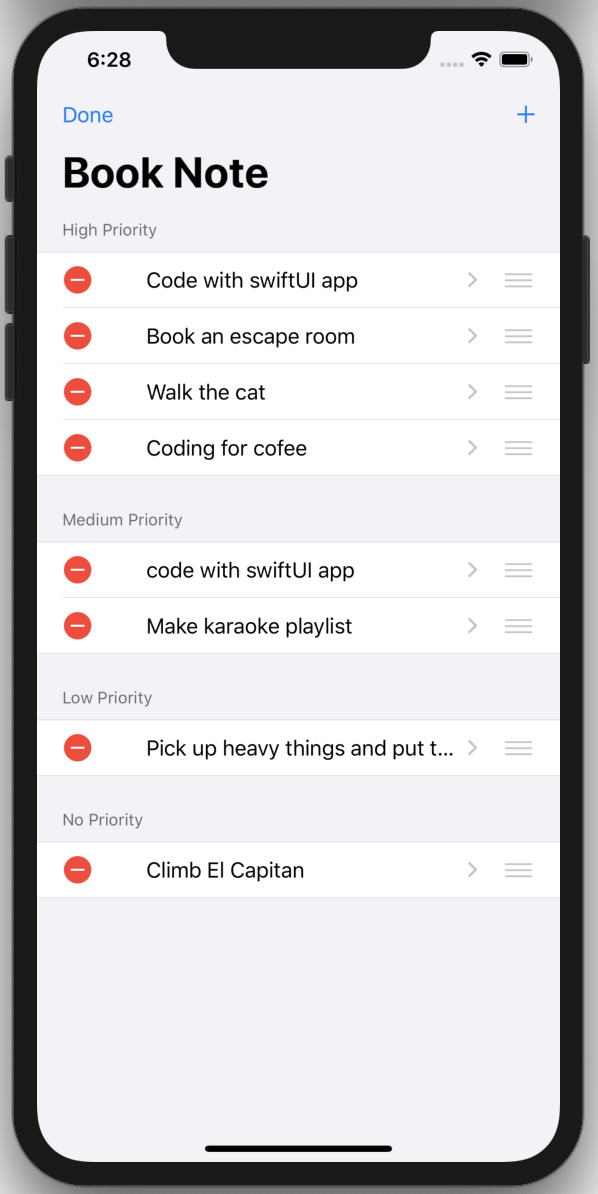 6:28
Done +
Book Note
High Priority
Code with swiftUI app
Book an escape room
Walk the cat
Coding for cofee
Medium Priority
code with swiftUI app
Make karaoke playlist
Low Priority
Pick up heavy things and put t...
No Priority
Climb El Capitan